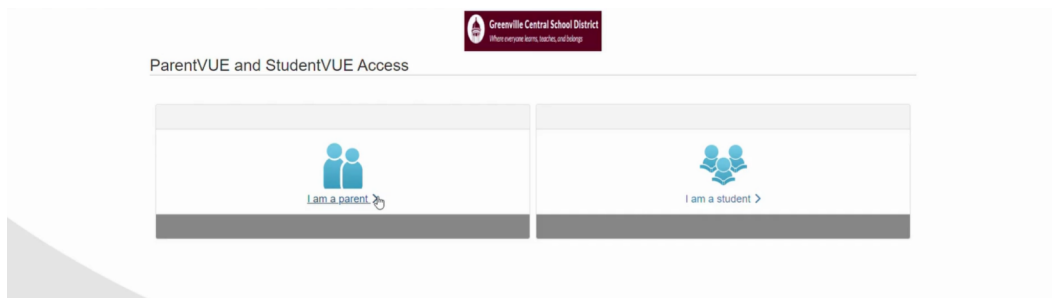 Greenville Central School District
Where everyone learns, teaches, and belongs
ParentVUE and StudentVUE Access
I am a parent
I am a student